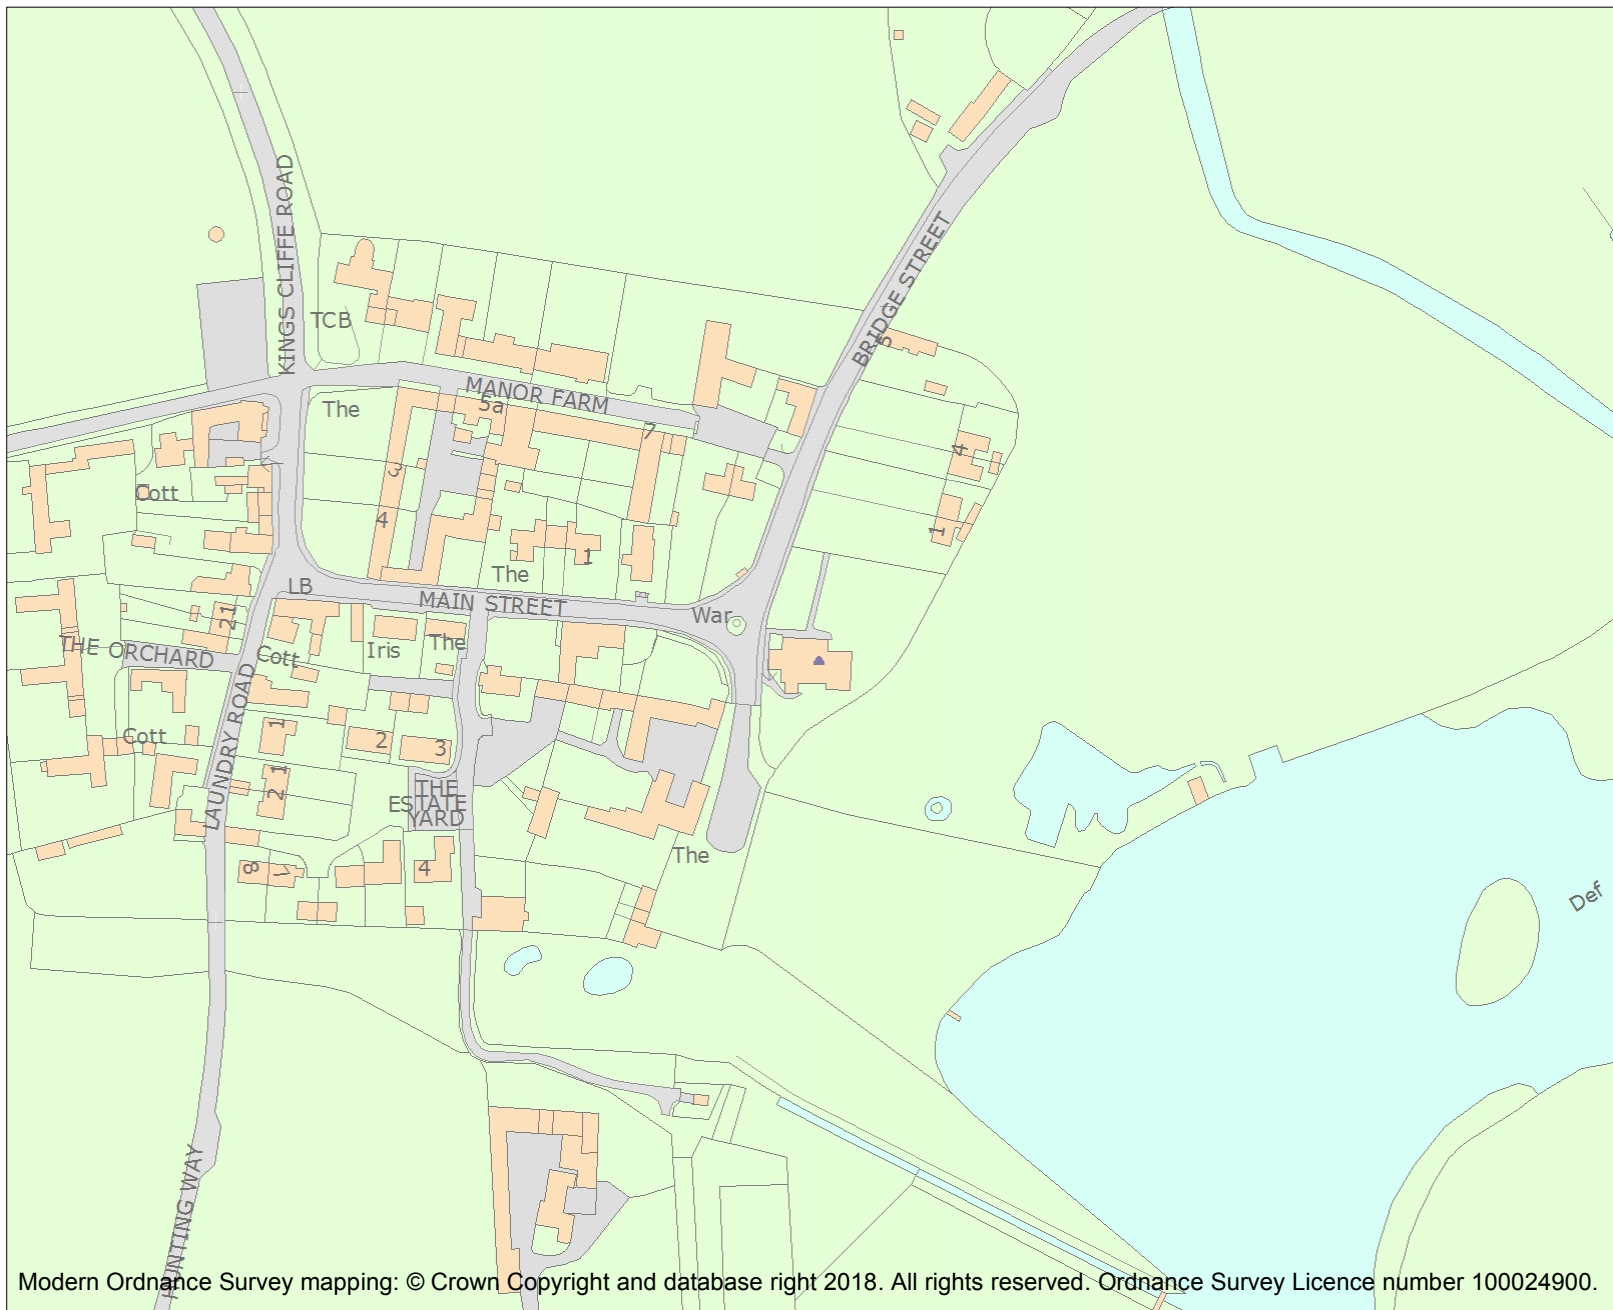 KINGS CLIFFE ROAD
TCB
BRIDGE STREET
5
MANOR FARM
The
5a
7
3
4
Cott
4
1
4
1
The
LB
MAIN STREET
War
21
THE ORCHARD
Cott
Iris
The
LAUNDRY ROAD
Cott
1
2
3
1
2
THE
ESTATE
YARD
The
8
7
4
Def
HUNTING WAY
Modern Ordnance Survey mapping: © Crown Copyright and database right 2018. All rights reserved. Ordnance Survey Licence number 100024900.